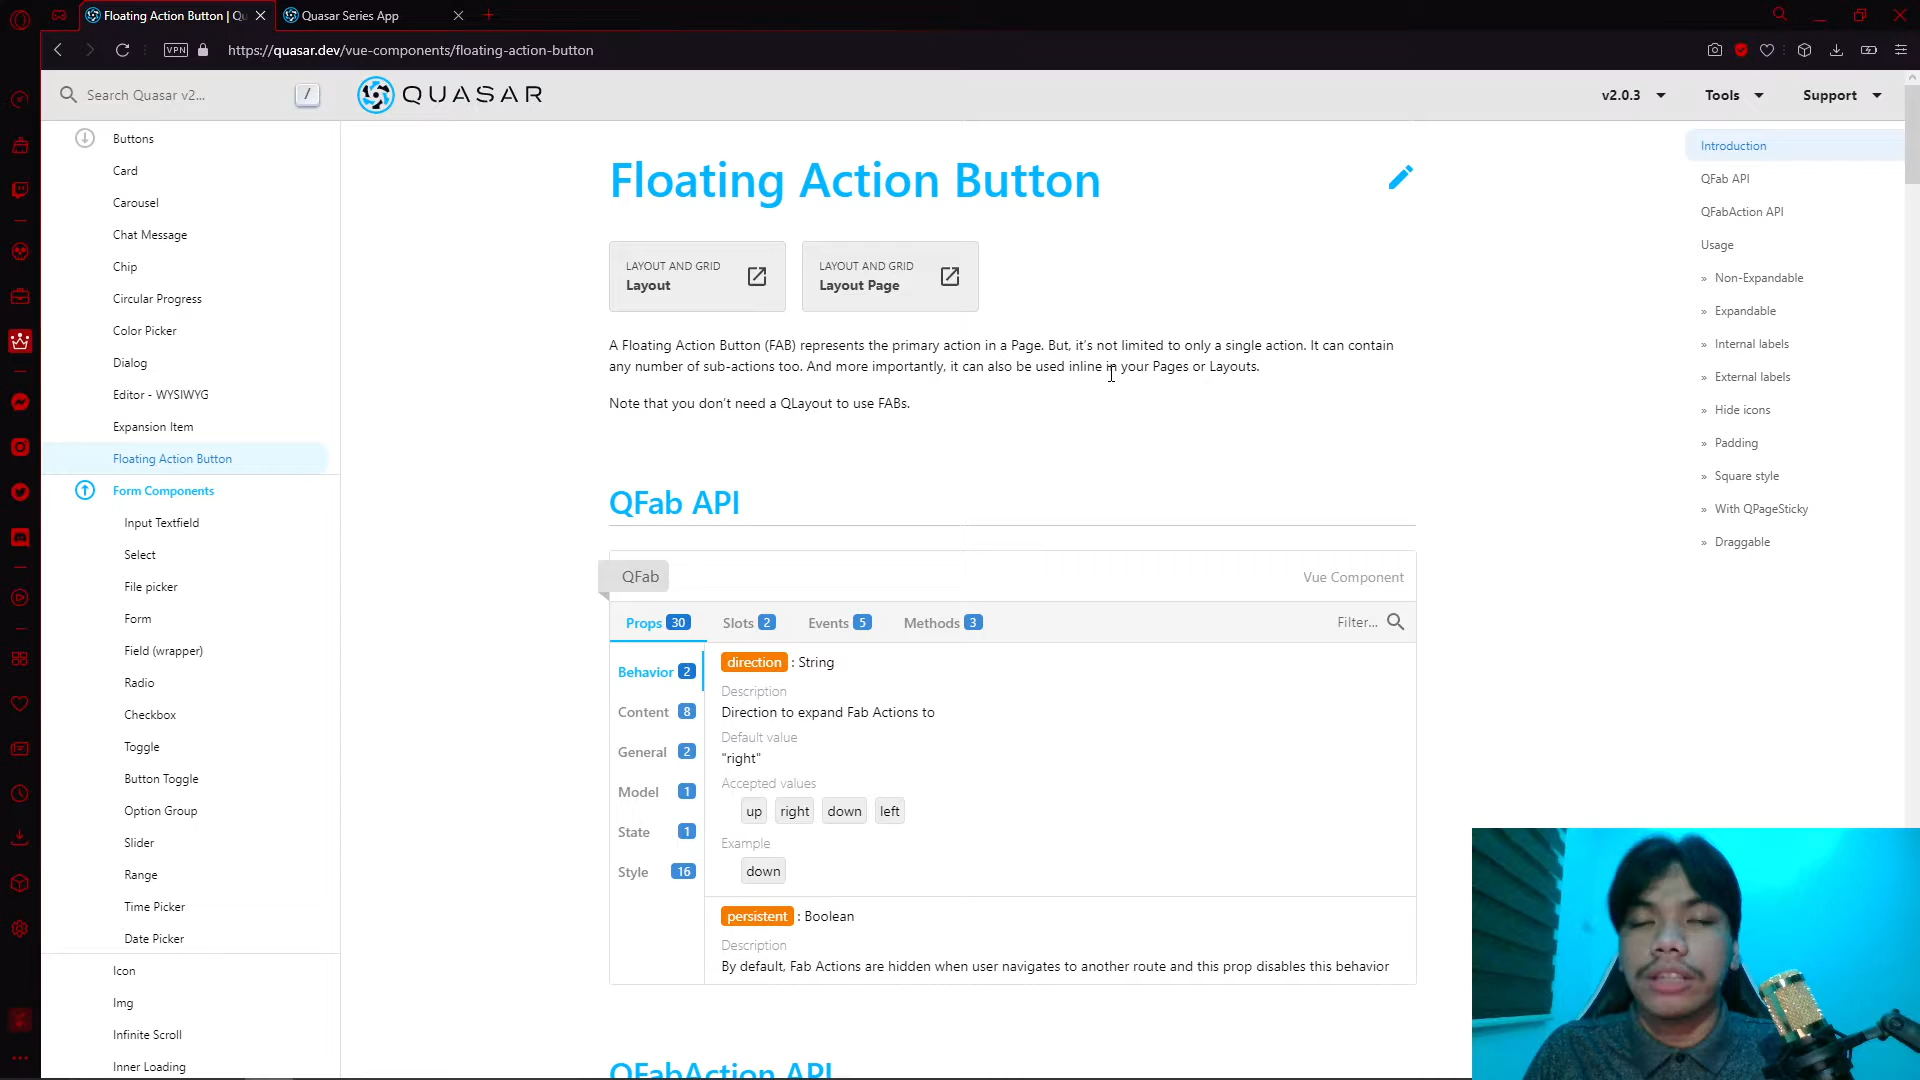 Floating Action Button | Qu
Quasar Series App
VPN
https://quasar.dev/vue-components/floating-action-button
Search Quasar v2...
/
QUASAR
v2.0.3
Tools
Support
Buttons
Card
Carousel
Chat Message
Chip
Circular Progress
Color Picker
Dialog
Editor - WYSIWYG
Expansion Item
Floating Action Button
Form Components
Input Textfield
Select
File picker
Form
Field (wrapper)
Radio
Checkbox
Toggle
Button Toggle
Option Group
Slider
Range
Time Picker
Date Picker
Icon
Img
Infinite Scroll
Inner Loading
Floating Action Button
LAYOUT AND GRID
Layout
LAYOUT AND GRID
Layout Page
A Floating Action Button (FAB) represents the primary action in a Page. But, it's not limited to only a single action. It can contain
any number of sub-actions too. And more importantly, it can also be used inline in your Pages or Layouts.
Note that you don't need a QLayout to use FABs.
QFab API
QFab
Vue Component
Props 30
Slots 2
Events 5
Methods 3
Filter...
Behavior 2
Content 8
General 2
Model 1
State 1
Style 16
direction : String
Description
Direction to expand Fab Actions to
Default value
"right"
Accepted values
up right down left
Example
down
persistent : Boolean
Description
By default, Fab Actions are hidden when user navigates to another route and this prop disables this behavior
QFabAction API
Introduction
QFab API
QFabAction API
Usage
» Non-Expandable
» Expandable
» Internal labels
» External labels
» Hide icons
» Padding
» Square style
» With QPageSticky
» Draggable